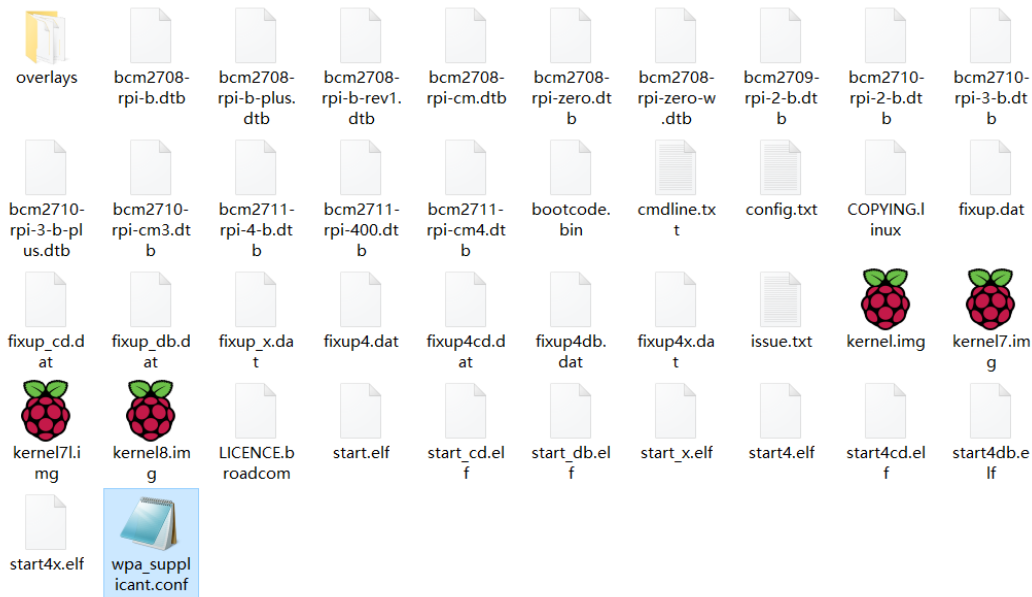 overlays
bcm2708-
rpi-b.dtb
bcm2708-
rpi-b-plus.
dtb
bcm2708-
rpi-b-rev1.
dtb
bcm2708-
rpi-cm.dtb
bcm2708-
rpi-zero.dt
b
bcm2708-
rpi-zero-w
.dtb
bcm2709-
rpi-2-b.dt
b
bcm2710-
rpi-2-b.dt
b
bcm2710-
rpi-3-b.dt
b
bcm2710-
rpi-3-b-pl
us.dtb
bcm2710-
rpi-cm3.dt
b
bcm2711-
rpi-4-b.dt
b
bcm2711-
rpi-400.dt
b
bcm2711-
rpi-cm4.dt
b
bootcode.
bin
cmdline.tx
t
config.txt
COPYING.l
inux
fixup.dat
fixup_cd.d
at
fixup_db.d
at
fixup_x.da
t
fixup4.dat
fixup4cd.d
at
fixup4db.
dat
fixup4x.da
t
issue.txt
kernel.img
kernel7.im
g
kernel7l.i
mg
kernel8.im
g
LICENCE.b
roadcom
start.elf
start_cd.el
f
start_db.el
f
start_x.elf
start4.elf
start4cd.el
f
start4db.e
lf
start4x.elf
wpa_suppl
icant.conf